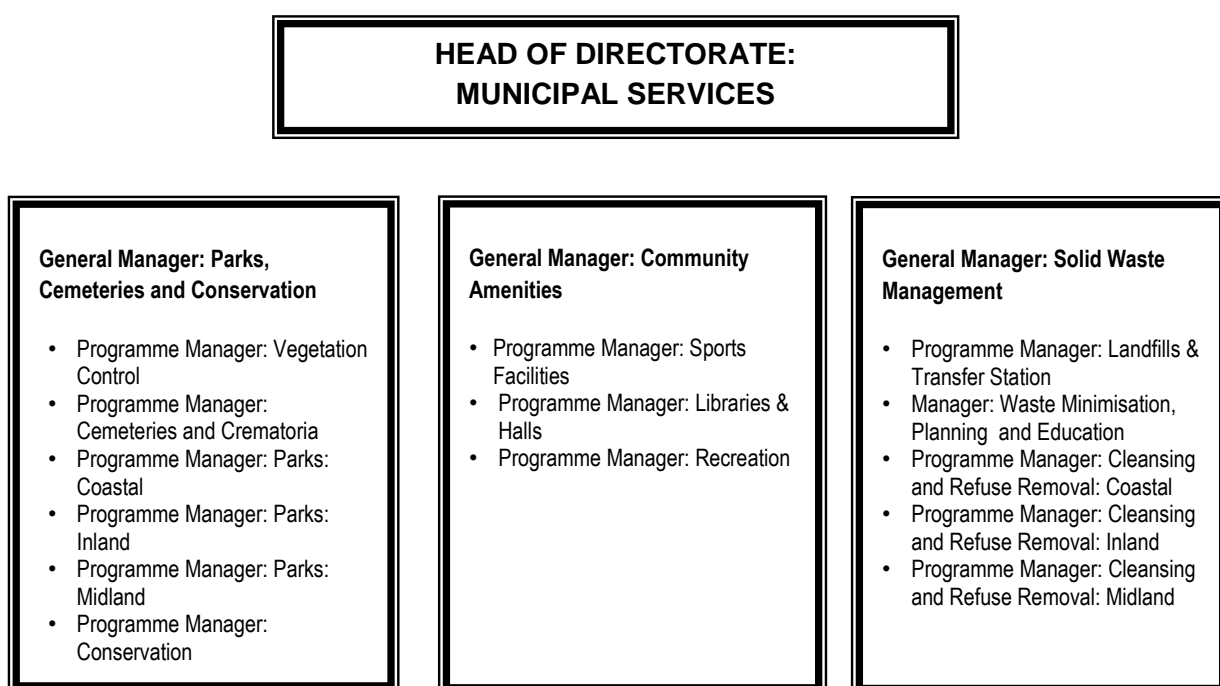 HEAD OF DIRECTORATE:
MUNICIPAL SERVICES
General Manager: Parks,
Cemeteries and Conservation
• Programme Manager: Vegetation
Control
• Programme Manager:
Cemeteries and Crematoria
• Programme Manager: Parks:
Coastal
• Programme Manager: Parks:
Inland
• Programme Manager: Parks:
Midland
• Programme Manager:
Conservation
General Manager: Community
Amenities
• Programme Manager: Sports
Facilities
• Programme Manager: Libraries &
Halls
• Programme Manager: Recreation
General Manager: Solid Waste
Management
• Programme Manager: Landfills &
Transfer Station
• Manager: Waste Minimisation,
Planning and Education
• Programme Manager: Cleansing
and Refuse Removal: Coastal
• Programme Manager: Cleansing
and Refuse Removal: Inland
• Programme Manager: Cleansing
and Refuse Removal: Midland